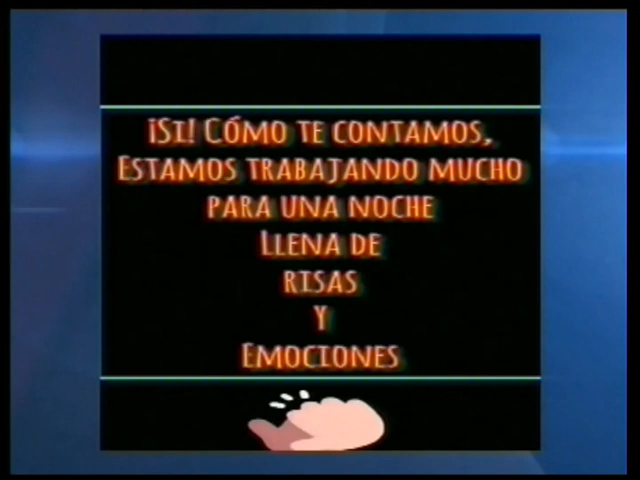 ¡Si! Cómo te contamos,
Estamos trabajando mucho
para una noche
Llena de
risas
y
Emociones